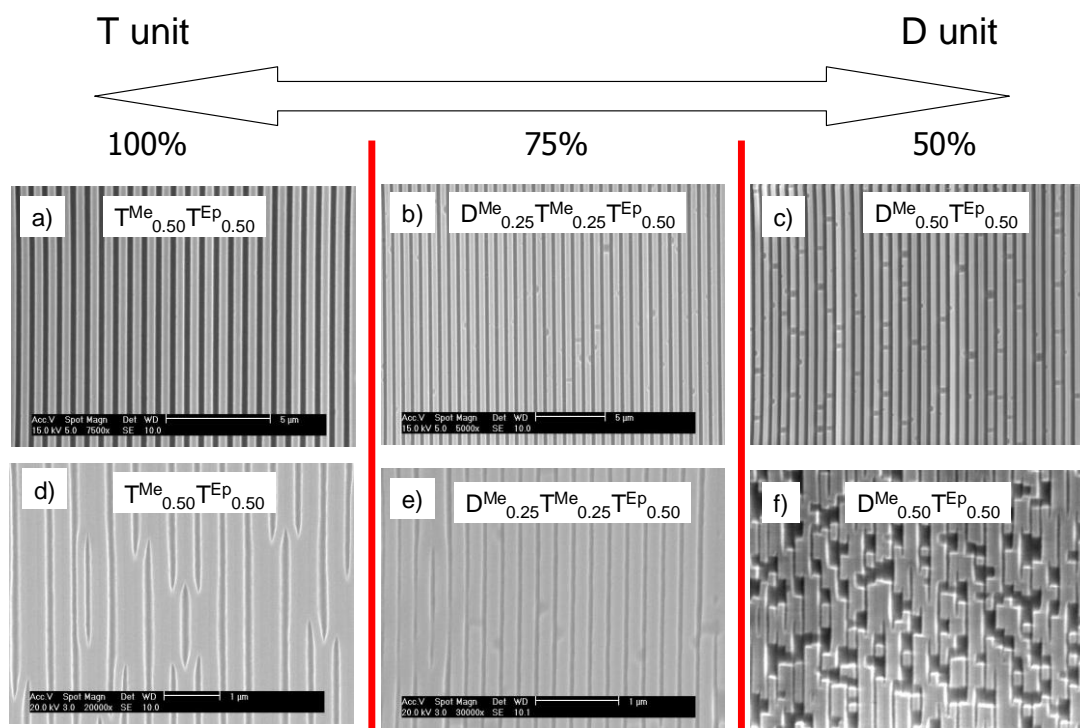 T unit
D unit
100%
75%
50%
a)
T^Me_0.50 T^Ep_0.50
b)
D^Me_0.25 T^Me_0.25 T^Ep_0.50
c)
D^Me_0.50 T^Ep_0.50
Acc.V Spot Magn Det WD
5 µm
15.0 kV 5.0 7500x SE 10.0
Acc.V Spot Magn Det WD
5 µm
15.0 kV 5.0 5000x SE 10.0
d)
T^Me_0.50 T^Ep_0.50
e)
D^Me_0.25 T^Me_0.25 T^Ep_0.50
f)
D^Me_0.50 T^Ep_0.50
Acc.V Spot Magn Det WD
1 µm
20.0 kV 3.0 20000x SE 10.0
Acc.V Spot Magn Det WD
1 µm
20.0 kV 3.0 30000x SE 10.1